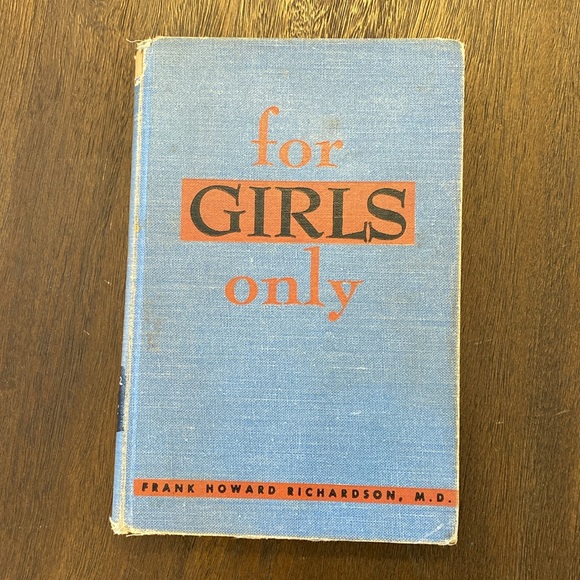 for
GIRLS
only
FRANK HOWARD RICHARDSON, M.D.